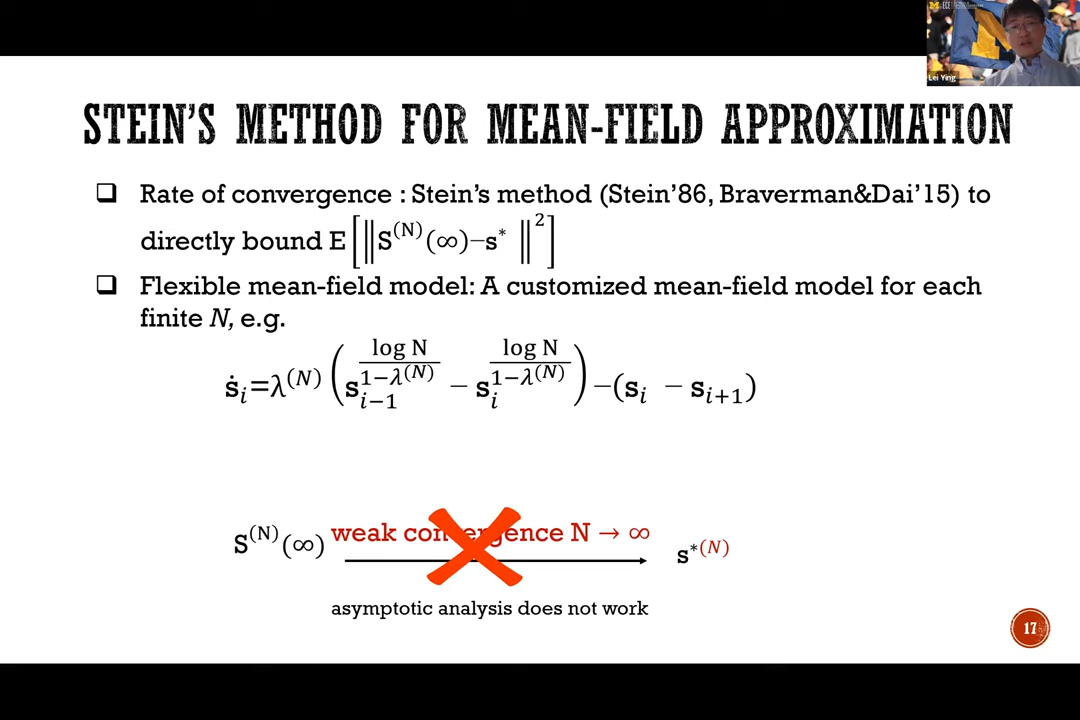 Lei Ying
STEIN'S METHOD FOR MEAN-FIELD APPROXIMATION
❑ Rate of convergence : Stein's method (Stein'86, Braverman&Dai'15) to
directly bound E[‖S^(N)(∞)−s*‖²]
❑ Flexible mean-field model: A customized mean-field model for each
finite N, e.g.
ṡ_i=λ^(N)(s_{i−1}^{log N/(1−λ^(N))} − s_i^{log N/(1−λ^(N))})−(s_i − s_{i+1})
weak convergence N → ∞
S^(N)(∞)
s*^(N)
asymptotic analysis does not work
17